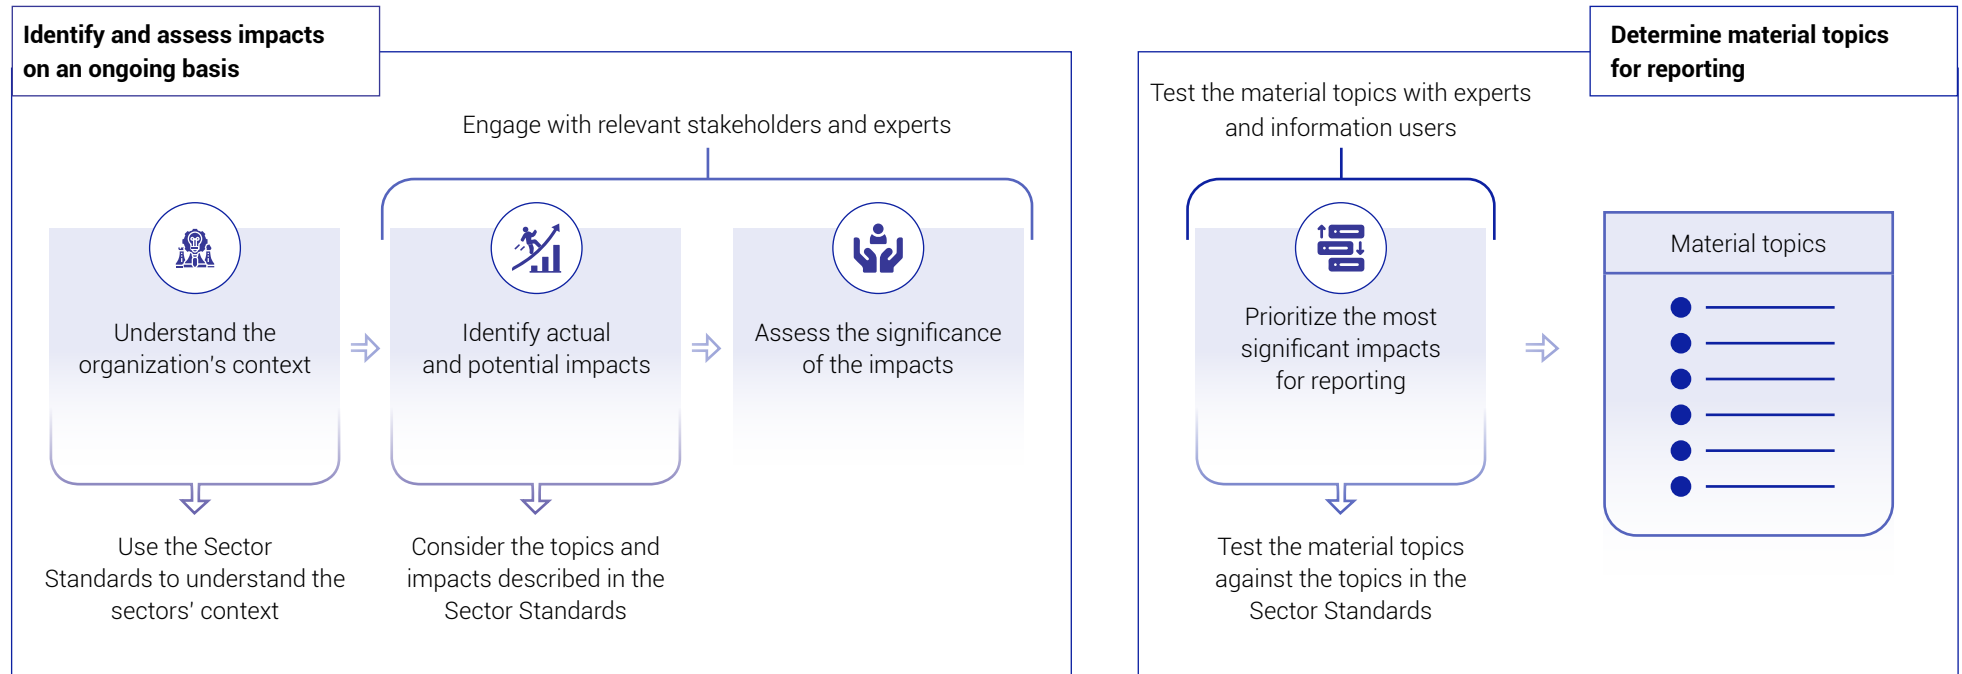 Identify and assess impacts
on an ongoing basis
Engage with relevant stakeholders and experts
Understand the
organization's context
Identify actual
and potential impacts
Assess the significance
of the impacts
Use the Sector
Standards to understand the
sectors' context
Consider the topics and
impacts described in the
Sector Standards
Determine material topics
for reporting
Test the material topics with experts
and information users
Prioritize the most
significant impacts
for reporting
Test the material topics
against the topics in the
Sector Standards
Material topics